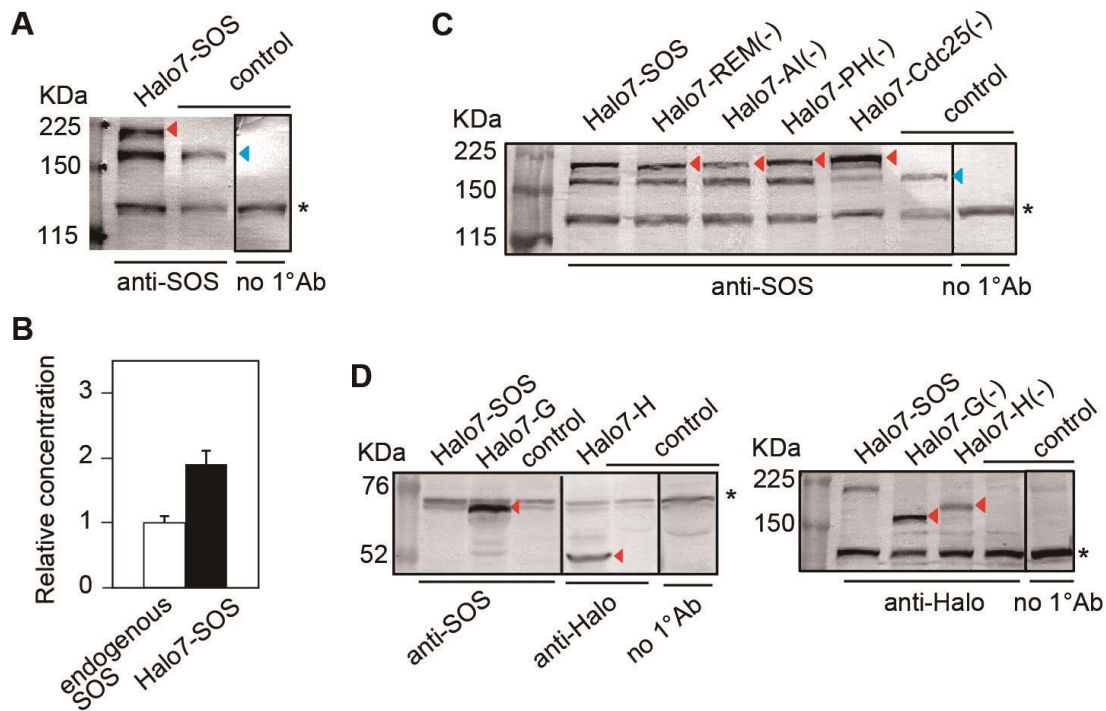 A
Halo7-SOS
control
KDa
225
150
115
*
anti-SOS
no 1°Ab
B
Relative concentration
3
2
1
0
endogenous
SOS
Halo7-SOS
C
Halo7-SOS
Halo7-REM(-)
Halo7-AI(-)
Halo7-PH(-)
Halo7-Cdc25(-)
control
KDa
225
150
115
*
anti-SOS
no 1°Ab
D
Halo7-SOS
Halo7-G
control
Halo7-H
control
KDa
76
52
*
anti-SOS
anti-Halo
no 1°Ab
Halo7-SOS
Halo7-G(-)
Halo7-H(-)
control
KDa
225
150
*
anti-Halo
no 1°Ab